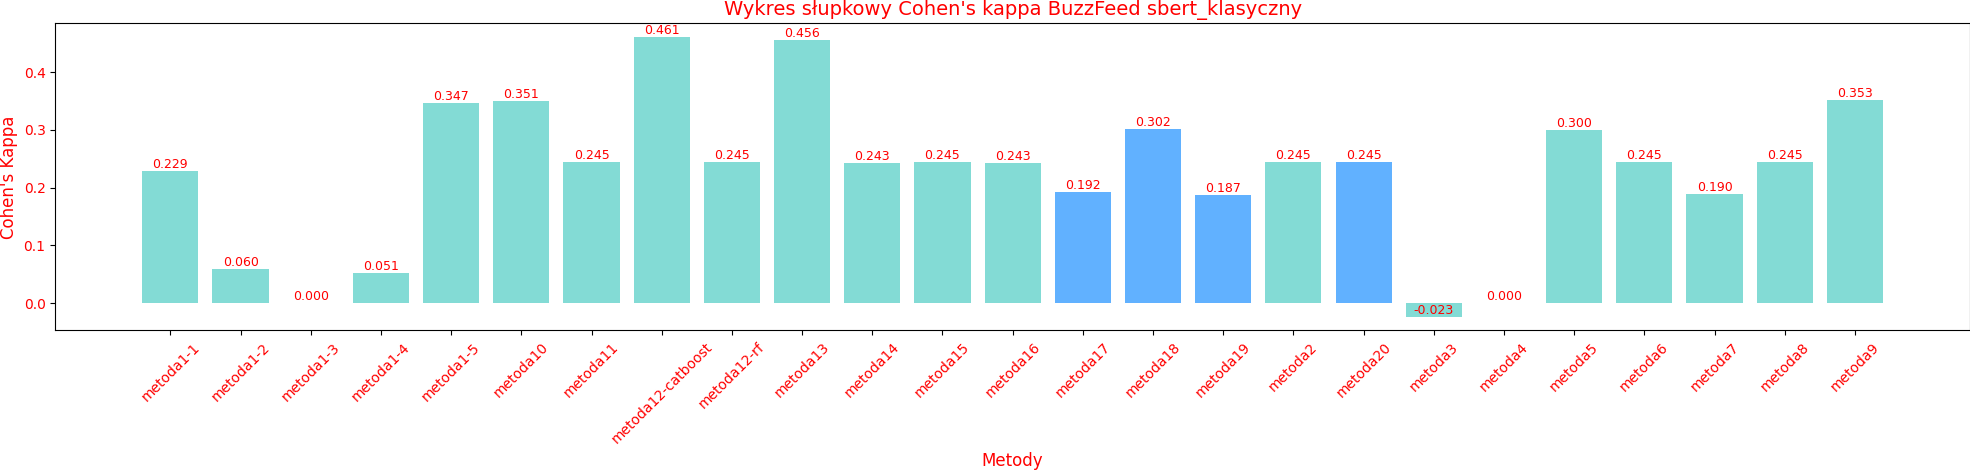 Wykres słupkowy Cohen's kappa BuzzFeed sbert_klasyczny
Cohen's Kappa
0.4
0.3
0.2
0.1
0.0
0.229
0.060
0.000
0.051
0.347
0.351
0.245
0.461
0.245
0.456
0.243
0.245
0.243
0.192
0.302
0.187
0.245
0.245
-0.023
0.000
0.300
0.245
0.190
0.245
0.353
metoda1-1
metoda1-2
metoda1-3
metoda1-4
metoda1-5
metoda10
metoda11
metoda12-catboost
metoda12-rf
metoda13
metoda14
metoda15
metoda16
metoda17
metoda18
metoda19
metoda2
metoda20
metoda3
metoda4
metoda5
metoda6
metoda7
metoda8
metoda9
Metody